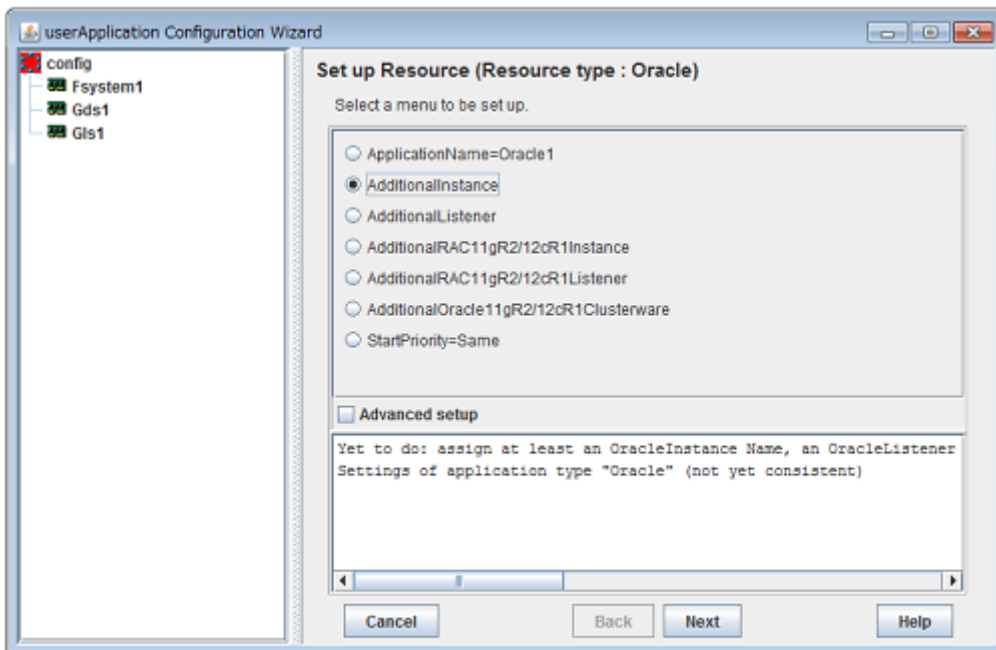 userApplication Configuration Wizard
config
Fsystem1
Gds1
Gls1
Set up Resource (Resource type : Oracle)
Select a menu to be set up.
ApplicationName=Oracle1
AdditionalInstance
AdditionalListener
AdditionalRAC11gR2/12cR1Instance
AdditionalRAC11gR2/12cR1Listener
AdditionalOracle11gR2/12cR1Clusterware
StartPriority=Same
Advanced setup
Yet to do: assign at least an OracleInstance Name, an OracleListener
Settings of application type "Oracle" (not yet consistent)
Cancel Back Next Help